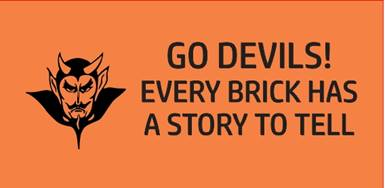 GO DEVILS!
EVERY BRICK HAS
A STORY TO TELL